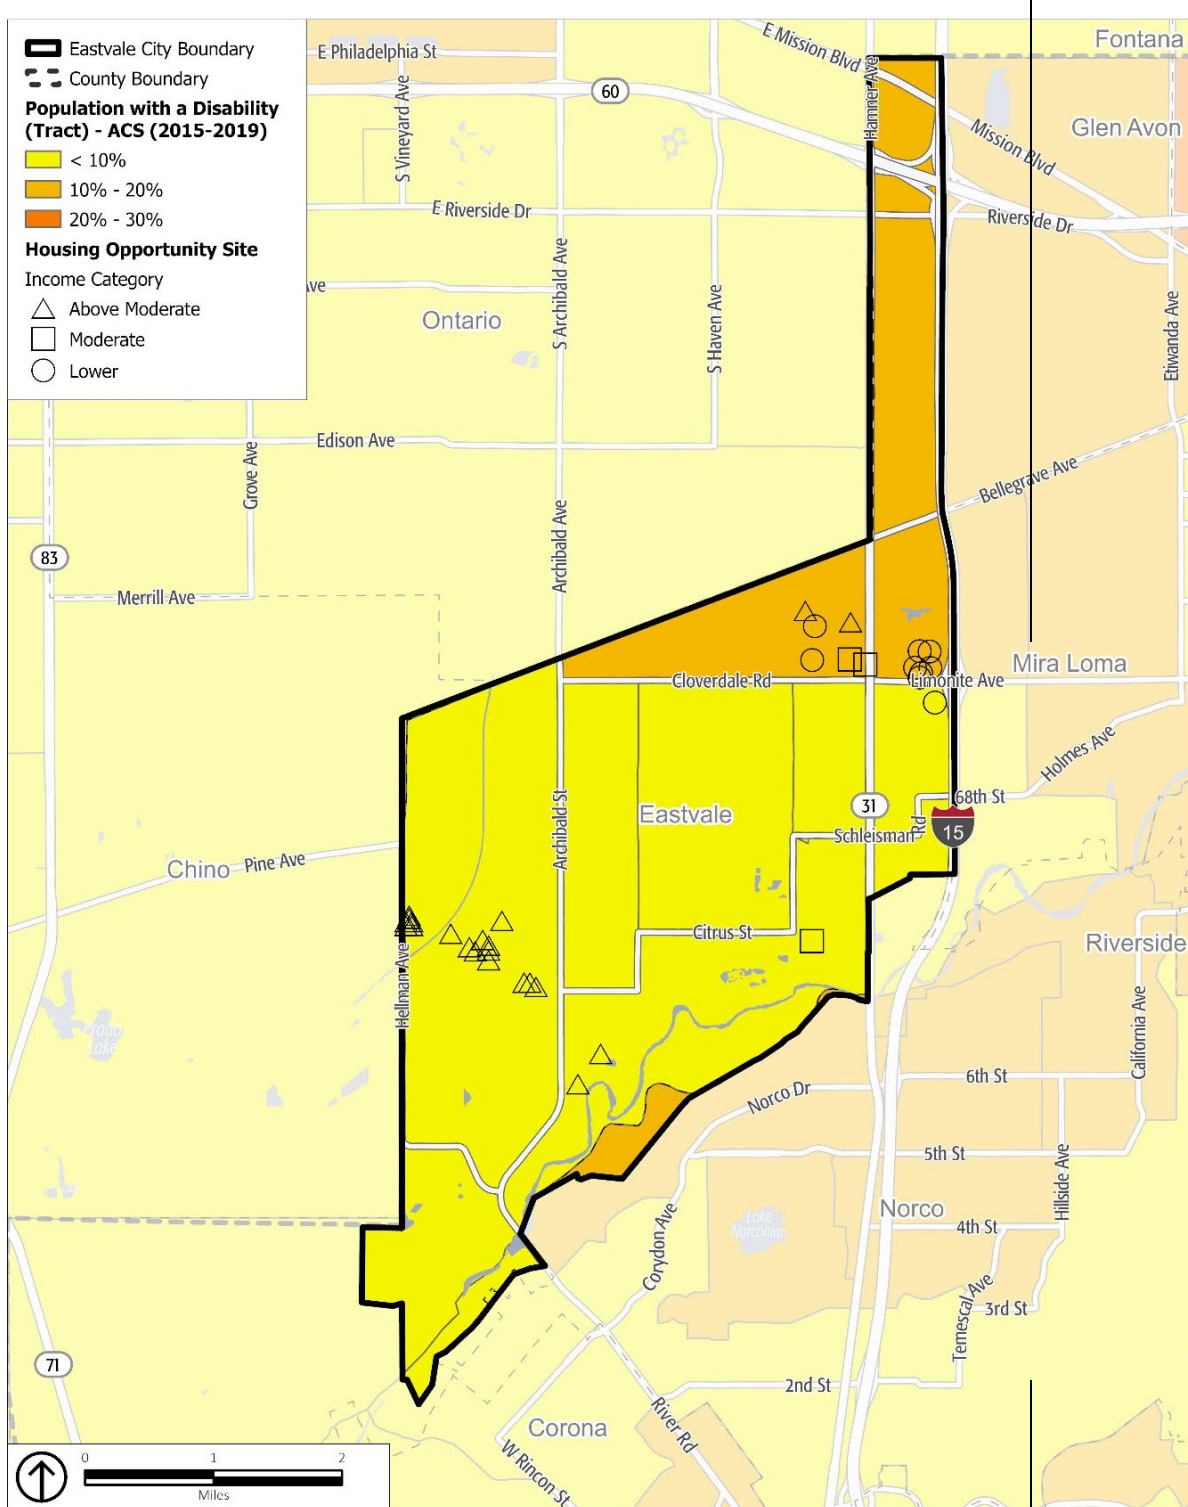 Eastvale City Boundary
County Boundary
Population with a Disability
(Tract) - ACS (2015-2019)
< 10%
10% - 20%
20% - 30%
Housing Opportunity Site
Income Category
Above Moderate
Moderate
Lower
E Philadelphia St
E Mission Blvd
Fontana
60
S Vineyard Ave
Hamner Ave
Glen Avon
Mission Blvd
E Riverside Dr
Riverside Dr
ve
Ontario
S Archibald Ave
S Haven Ave
Etiwanda Ave
Edison Ave
Grove Ave
Bellegrave Ave
Archibald Ave
83
Merrill Ave
Mira Loma
Cloverdale Rd
Limonite Ave
Holmes Ave
Eastvale
31
68th St
Schleisman
Rd
15
Archibald St
Chino
Pine Ave
Citrus St
Riverside
Hellman Ave
Prado
Lake
California Ave
6th St
Norco Dr
5th St
Hillside Ave
Norco
Lake
Norconian
4th St
Corydon Ave
Temescal Ave
3rd St
71
2nd St
River Rd
Corona
W Rincon St
0 1 2
Miles